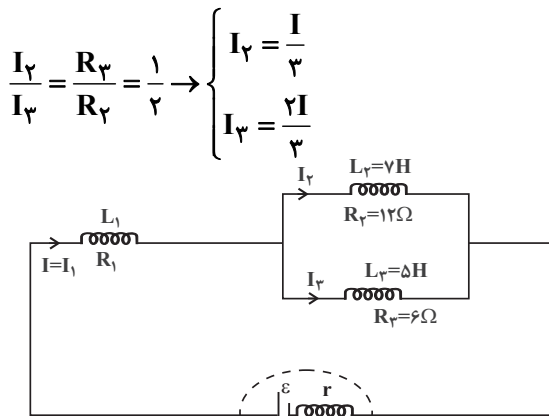 I₂/I₃ = R₃/R₂ = ۱/۲ → { I₂ = I/۳
I₃ = ۲I/۳
I₂
L₂=۷H
R₂=۱۲Ω
L₁
I=I₁
R₁
I₃
L₃=۵H
R₃=۶Ω
ε
r